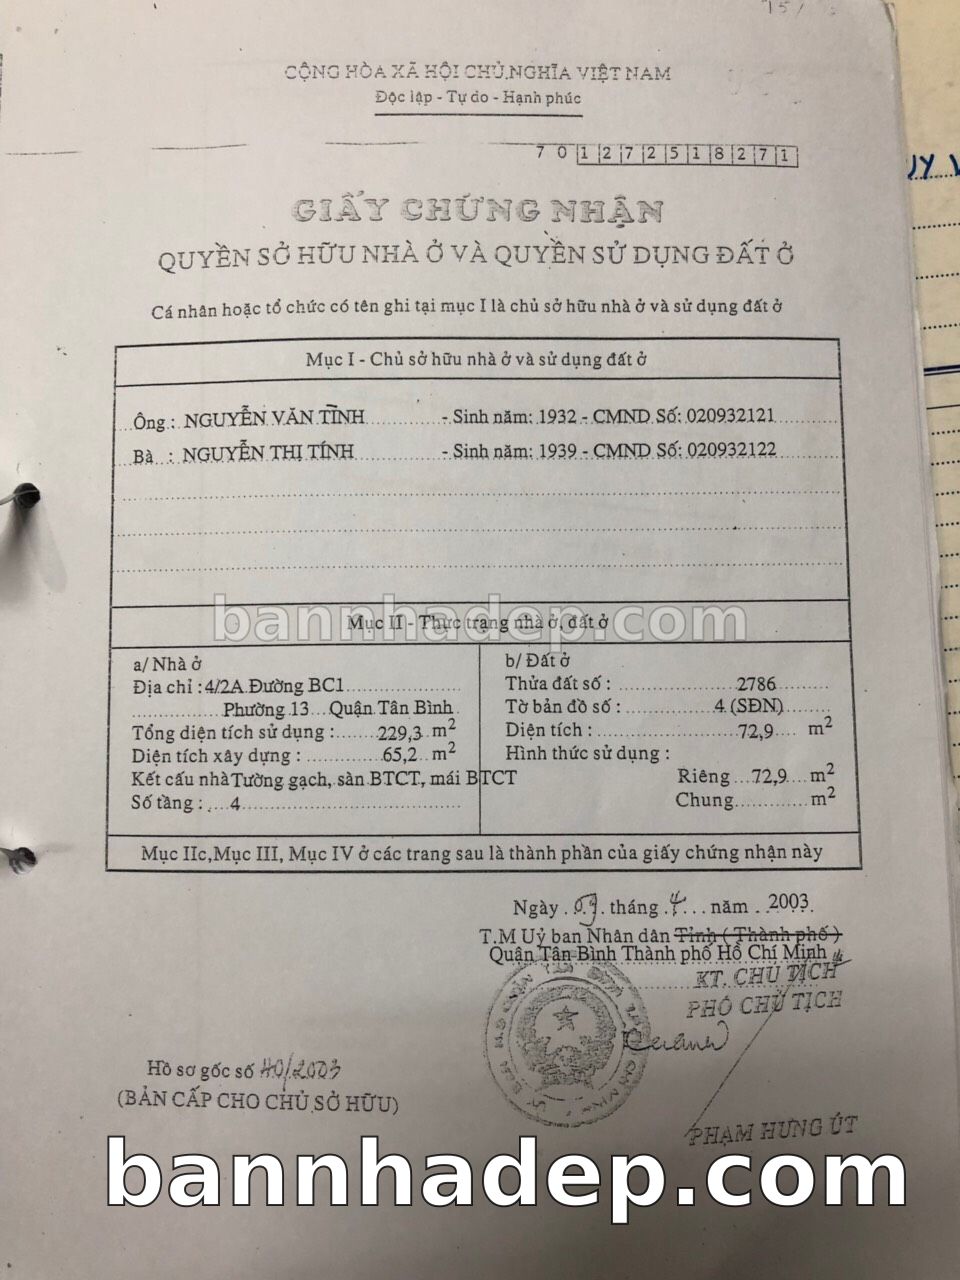 CỘNG HÒA XÃ HỘI CHỦ NGHĨA VIỆT NAM
Độc lập - Tự do - Hạnh phúc
7 0 1 2 7 2 5 1 8 2 7 1
GIẤY CHỨNG NHẬN
QUYỀN SỞ HỮU NHÀ Ở VÀ QUYỀN SỬ DỤNG ĐẤT Ở
Cá nhân hoặc tổ chức có tên ghi tại mục I là chủ sở hữu nhà ở và sử dụng đất ở
Mục I - Chủ sở hữu nhà ở và sử dụng đất ở
Ông : NGUYỄN VĂN TĨNH - Sinh năm: 1932 - CMND Số: 020932121
Bà : NGUYỄN THỊ TÍNH - Sinh năm: 1939 - CMND Số: 020932122
bannhadep.com
Mục II - Thực trạng nhà ở, đất ở
a/ Nhà ở
Địa chỉ : 4/2A Đường BC1
Phường 13 Quận Tân Bình
Tổng diện tích sử dụng : 229,3 m2
Diện tích xây dựng : 65,2 m2
Kết cấu nhà Tường gạch, sàn BTCT, mái BTCT
Số tầng : 4
b/ Đất ở
Thửa đất số : 2786
Tờ bản đồ số : 4 (SĐN)
Diện tích : 72,9 m2
Hình thức sử dụng :
Riêng 72,9 m2
Chung m2
Mục IIc, Mục III, Mục IV ở các trang sau là thành phần của giấy chứng nhận này
Ngày 09 tháng 4 năm 2003
T.M Uỷ ban Nhân dân Tỉnh ( Thành phố )
Quận Tân Bình Thành phố Hồ Chí Minh
KT. CHỦ TỊCH
PHÓ CHỦ TỊCH
Hồ sơ gốc số 40/2003
(BẢN CẤP CHO CHỦ SỞ HỮU)
PHẠM HƯNG ÚT
bannhadep.com